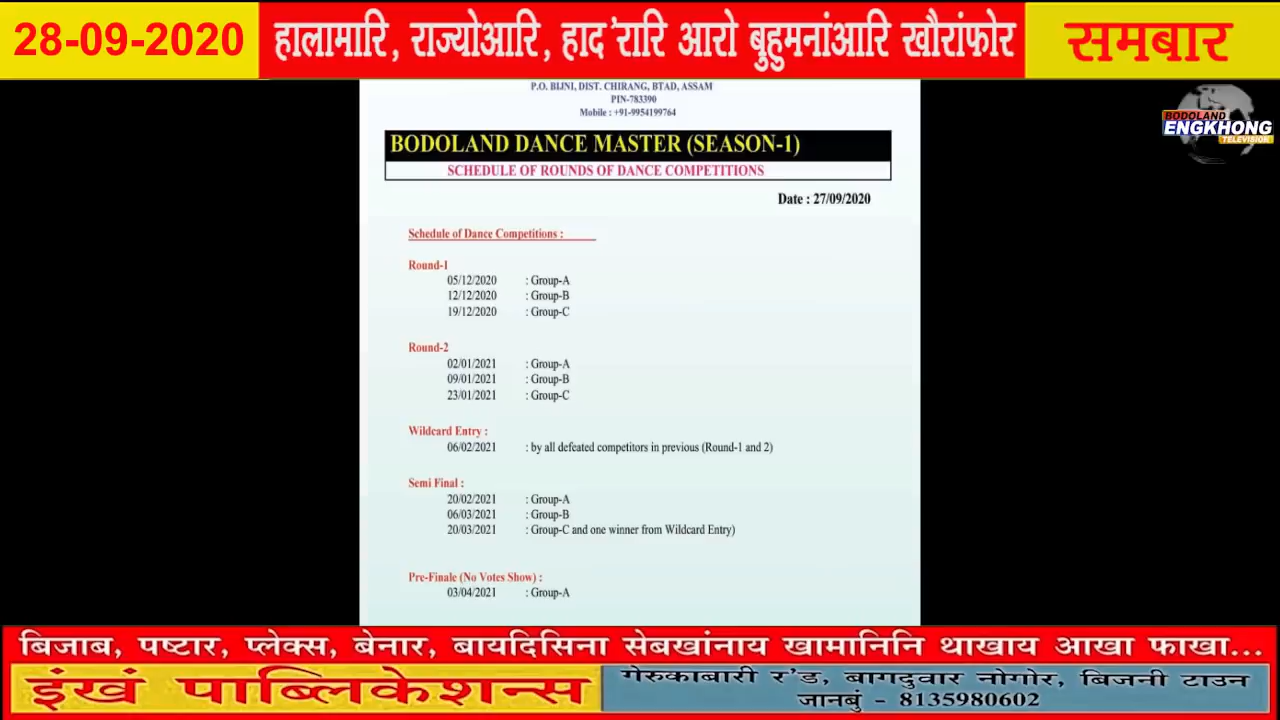 28-09-2020
हालामारि, राज्योआरि, हाद'रारि आरो बुहुमनांआरि खौरांफोर
समबार
P.O. BIJNI, DIST. CHIRANG, BTAD, ASSAM
PIN-783390
Mobile : +91-9954199764
BODOLAND
ENGKHONG
TELEVISION
BODOLAND DANCE MASTER (SEASON-1)
SCHEDULE OF ROUNDS OF DANCE COMPETITIONS
Date : 27/09/2020
Schedule of Dance Competitions :
Round-1
05/12/2020 : Group-A
12/12/2020 : Group-B
19/12/2020 : Group-C
Round-2
02/01/2021 : Group-A
09/01/2021 : Group-B
23/01/2021 : Group-C
Wildcard Entry :
06/02/2021 : by all defeated competitors in previous (Round-1 and 2)
Semi Final :
20/02/2021 : Group-A
06/03/2021 : Group-B
20/03/2021 : Group-C and one winner from Wildcard Entry)
Pre-Finale (No Votes Show) :
03/04/2021 : Group-A
बिजाब, पष्टार, प्लेक्स, बेनार, बायदिसिना सेबखांनाय खामानिनि थाखाय आखा फाखा...
इंखं पाब्लिकेशन्स
गेरुकाबारी र'ड, बागदुवार नोगोर, बिजनी टाउन
जानबुं - 8135980602